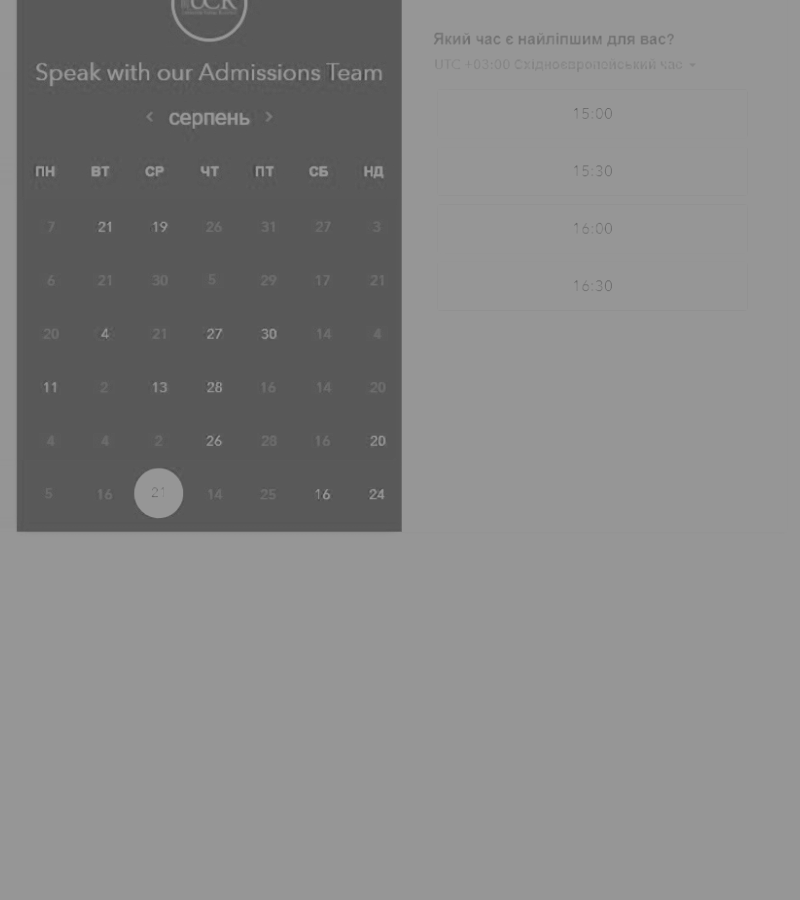 UCR
Speak with our Admissions Team
серпень
ПН ВТ СР ЧТ ПТ СБ НД
7 21 19 26 31 27 3
6 21 30 5 29 17 21
20 4 21 27 30 14 4
11 2 13 28 16 14 20
4 4 2 26 28 16 20
5 16 21 14 25 16 24
Який час є найліпшим для вас?
UTC +03:00 Східноєвропейський час
15:00
15:30
16:00
16:30